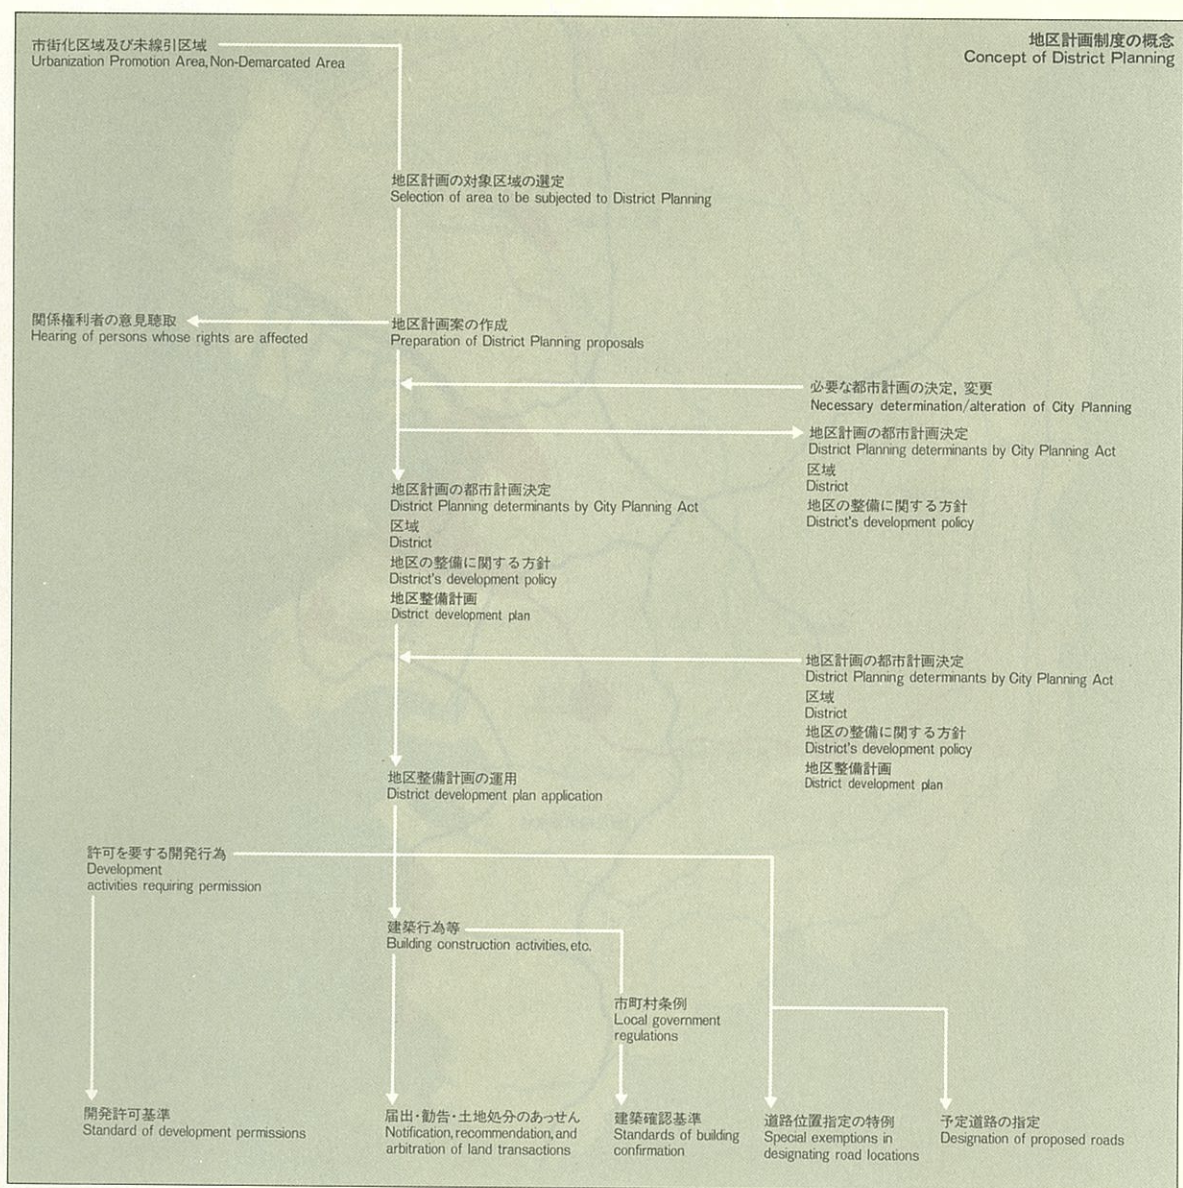 地区計画制度の概念
Concept of District Planning
市街化区域及び未線引区域
Urbanization Promotion Area, Non-Demarcated Area
地区計画の対象区域の選定
Selection of area to be subjected to District Planning
関係権利者の意見聴取
Hearing of persons whose rights are affected
地区計画案の作成
Preparation of District Planning proposals
必要な都市計画の決定，変更
Necessary determination/alteration of City Planning
地区計画の都市計画決定
District Planning determinants by City Planning Act
区域
District
地区の整備に関する方針
District's development policy
地区計画の都市計画決定
District Planning determinants by City Planning Act
区域
District
地区の整備に関する方針
District's development policy
地区整備計画
District development plan
地区計画の都市計画決定
District Planning determinants by City Planning Act
区域
District
地区の整備に関する方針
District's development policy
地区整備計画
District development plan
地区整備計画の運用
District development plan application
許可を要する開発行為
Development
activities requiring permission
建築行為等
Building construction activities, etc.
市町村条例
Local government
regulations
開発許可基準
Standard of development permissions
届出・勧告・土地処分のあっせん
Notification, recommendation, and
arbitration of land transactions
建築確認基準
Standards of building
confirmation
道路位置指定の特例
Special exemptions in
designating road locations
予定道路の指定
Designation of proposed roads